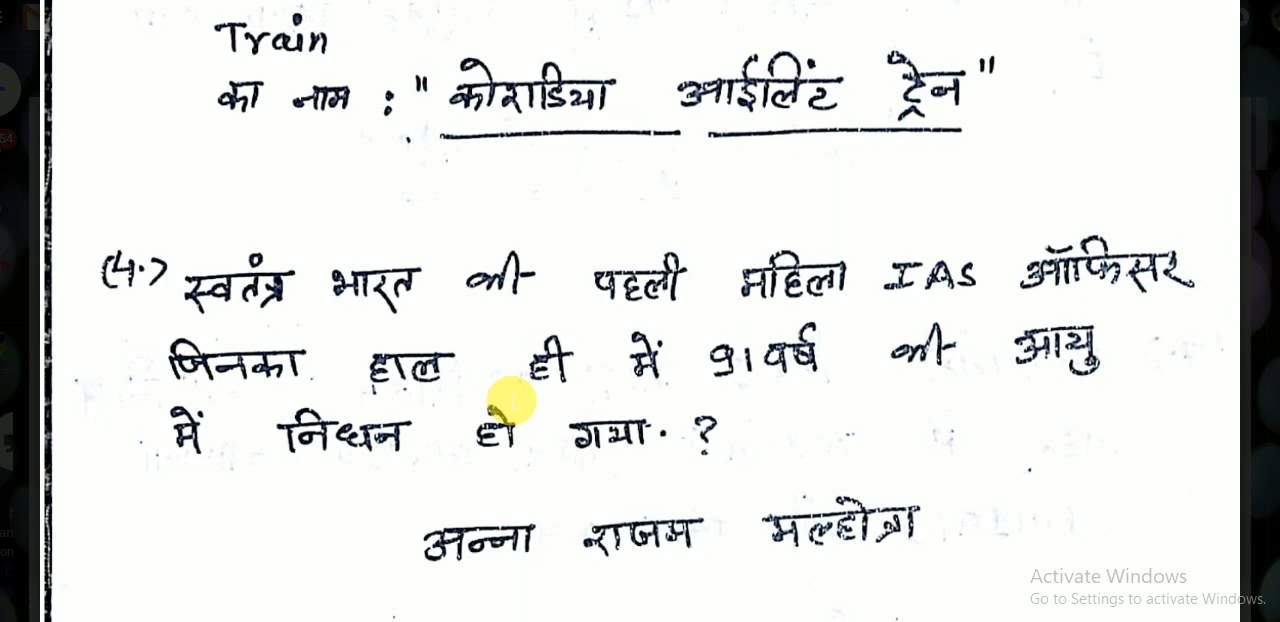 Train
का नाम : " कोराडिया आईलिंट ट्रेन "
(4.) स्वतंत्र भारत की पहली महिला IAS ऑफिसर
जिनका हाल ही में 91 वर्ष की आयु
में निधन हो गया. ?
अन्ना राजम मल्होत्रा
Activate Windows
Go to Settings to activate Windows.